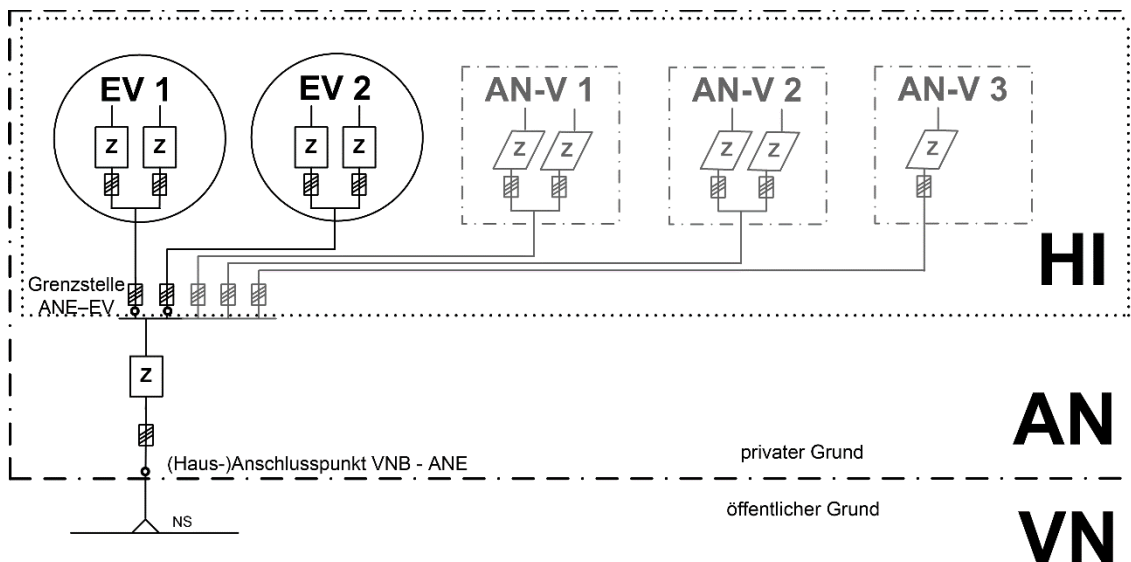 EV 1
EV 2
AN-V 1
AN-V 2
AN-V 3
Z Z
Z Z
Z Z
Z Z
Z
HI
Grenzstelle
ANE–EV
Z
AN
privater Grund
(Haus-)Anschlusspunkt VNB - ANE
öffentlicher Grund
NS
VN